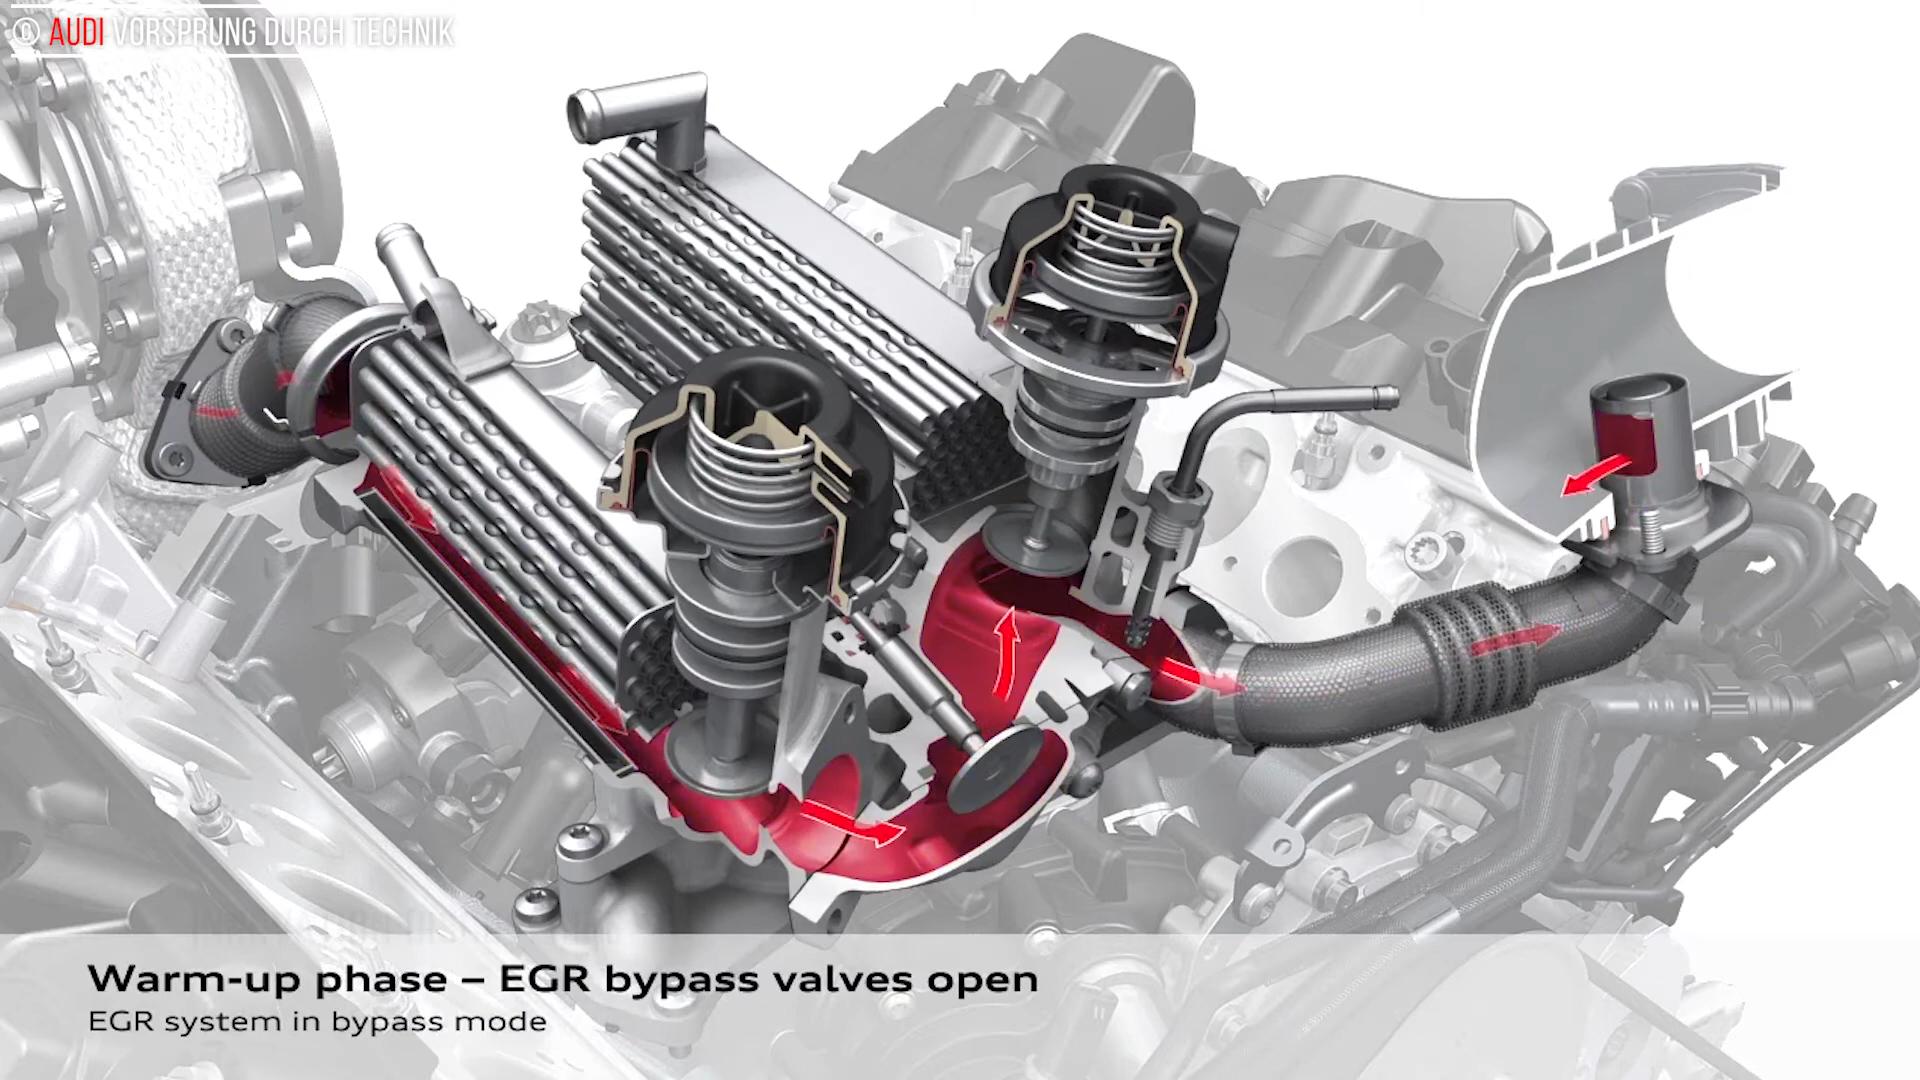 © AUDI VORSPRUNG DURCH TECHNIK
Warm-up phase – EGR bypass valves open
EGR system in bypass mode